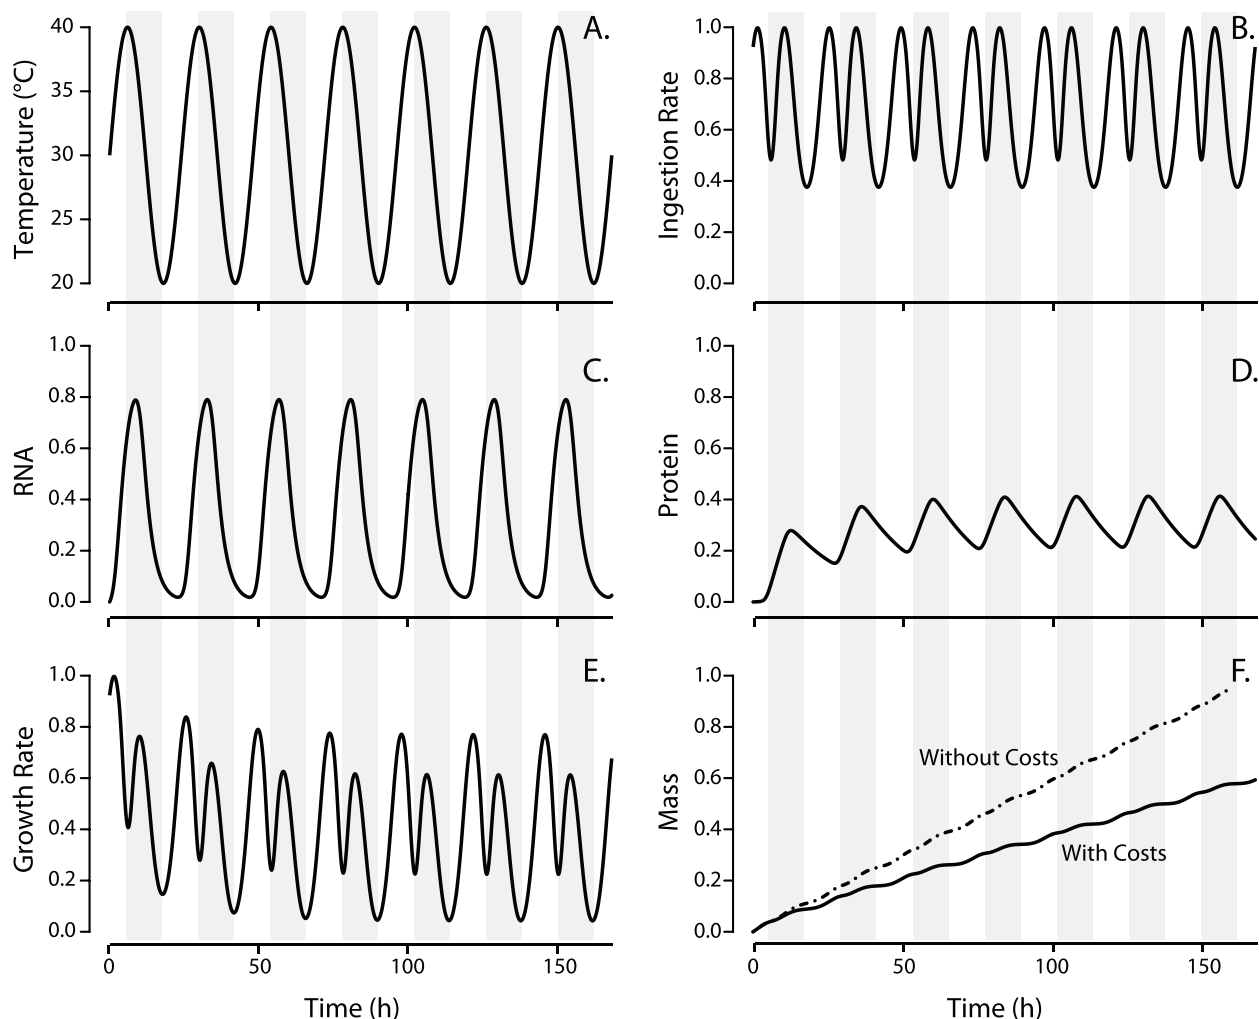 A.
Temperature (°C)
40
35
30
25
20
B.
Ingestion Rate
1.0
0.8
0.6
0.4
0.2
0.0
C.
RNA
1.0
0.8
0.6
0.4
0.2
0.0
D.
Protein
1.0
0.8
0.6
0.4
0.2
0.0
E.
Growth Rate
1.0
0.8
0.6
0.4
0.2
0.0
0 50 100 150
Time (h)
F.
Mass
1.0
0.8
0.6
0.4
0.2
0.0
Without Costs
With Costs
0 50 100 150
Time (h)